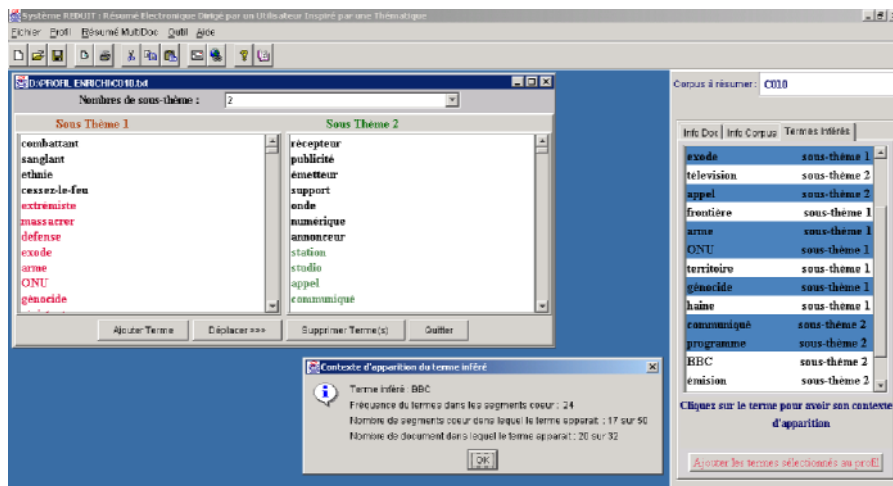 Système REDUIT : Résumé Electronique Dirigé par un Utilisateur Inspiré par une Thématique
Fichier Profil Résumé MultiDoc Outil Aide
D:\PROFIL ENRICHI\C018.txt
Nombres de sous-thème : 2
Sous Thème 1 Sous Thème 2
combattant récepteur
sanglant publicité
ethnie émetteur
cessez-le-feu support
extrémiste onde
massacrer numérique
defense annonceur
exode station
arme studio
ONU appel
génocide communiqué
Ajouter Terme Déplacer »»» Supprimer Terme(s) Quitter
Contexte d'apparition du terme inféré
Terme inféré : BBC
Fréquence du termes dans les segments coeur : 24
Nombre de segments coeur dans lequel le terme apparait : 17 sur 50
Nombre de document dans lequel le terme apparait : 20 sur 32
OK
Corpus à résumer : C018
Info Doc Info Corpus Termes Inférés
exode sous-thème 1
television sous-thème 2
appel sous-thème 2
frontière sous-thème 1
arme sous-thème 1
ONU sous-thème 1
territoire sous-thème 1
génocide sous-thème 1
haine sous-thème 1
communiqué sous-thème 2
programme sous-thème 2
BBC sous-thème 2
émision sous-thème 2
Cliquez sur le terme pour avoir son contexte
d'apparition
Ajouter les termes sélectionnés au profil